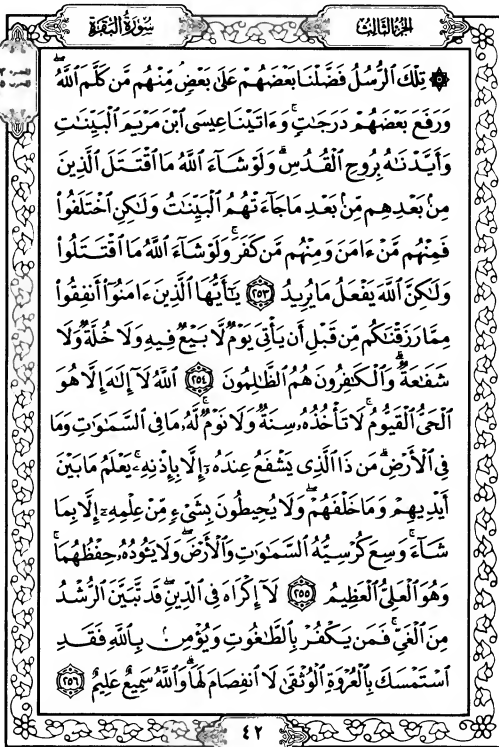 سُورَةُ البَقَرَةِ
الجُزءُ الثَّالِثُ
۞ تِلْكَ ٱلرُّسُلُ فَضَّلْنَا بَعْضَهُمْ عَلَىٰ بَعْضٍۘ مِّنْهُم مَّن كَلَّمَ ٱللَّهُۖ
وَرَفَعَ بَعْضَهُمْ دَرَجَٰتٍۚ وَءَاتَيْنَا عِيسَى ٱبْنَ مَرْيَمَ ٱلْبَيِّنَٰتِ
وَأَيَّدْنَٰهُ بِرُوحِ ٱلْقُدُسِۗ وَلَوْ شَآءَ ٱللَّهُ مَا ٱقْتَتَلَ ٱلَّذِينَ
مِنۢ بَعْدِهِم مِّنۢ بَعْدِ مَا جَآءَتْهُمُ ٱلْبَيِّنَٰتُ وَلَٰكِنِ ٱخْتَلَفُوا۟
فَمِنْهُم مَّنْ ءَامَنَ وَمِنْهُم مَّن كَفَرَۚ وَلَوْ شَآءَ ٱللَّهُ مَا ٱقْتَتَلُوا۟
وَلَٰكِنَّ ٱللَّهَ يَفْعَلُ مَا يُرِيدُ ٢٥٣ يَٰٓأَيُّهَا ٱلَّذِينَ ءَامَنُوٓا۟ أَنفِقُوا۟
مِمَّا رَزَقْنَٰكُم مِّن قَبْلِ أَن يَأْتِىَ يَوْمٌ لَّا بَيْعٌ فِيهِ وَلَا خُلَّةٌ وَلَا
شَفَٰعَةٌۗ وَٱلْكَٰفِرُونَ هُمُ ٱلظَّٰلِمُونَ ٢٥٤ ٱللَّهُ لَآ إِلَٰهَ إِلَّا هُوَ
ٱلْحَىُّ ٱلْقَيُّومُۚ لَا تَأْخُذُهُۥ سِنَةٌ وَلَا نَوْمٌۚ لَّهُۥ مَا فِى ٱلسَّمَٰوَٰتِ وَمَا
فِى ٱلْأَرْضِۗ مَن ذَا ٱلَّذِى يَشْفَعُ عِندَهُۥٓ إِلَّا بِإِذْنِهِۦۚ يَعْلَمُ مَا بَيْنَ
أَيْدِيهِمْ وَمَا خَلْفَهُمْۖ وَلَا يُحِيطُونَ بِشَىْءٍ مِّنْ عِلْمِهِۦٓ إِلَّا بِمَا
شَآءَۚ وَسِعَ كُرْسِيُّهُ ٱلسَّمَٰوَٰتِ وَٱلْأَرْضَۖ وَلَا يَـُٔودُهُۥ حِفْظُهُمَاۚ
وَهُوَ ٱلْعَلِىُّ ٱلْعَظِيمُ ٢٥٥ لَآ إِكْرَاهَ فِى ٱلدِّينِۖ قَد تَّبَيَّنَ ٱلرُّشْدُ
مِنَ ٱلْغَىِّۚ فَمَن يَكْفُرْ بِٱلطَّٰغُوتِ وَيُؤْمِنۢ بِٱللَّهِ فَقَدِ
ٱسْتَمْسَكَ بِٱلْعُرْوَةِ ٱلْوُثْقَىٰ لَا ٱنفِصَامَ لَهَاۗ وَٱللَّهُ سَمِيعٌ عَلِيمٌ ٢٥٦
٤٢